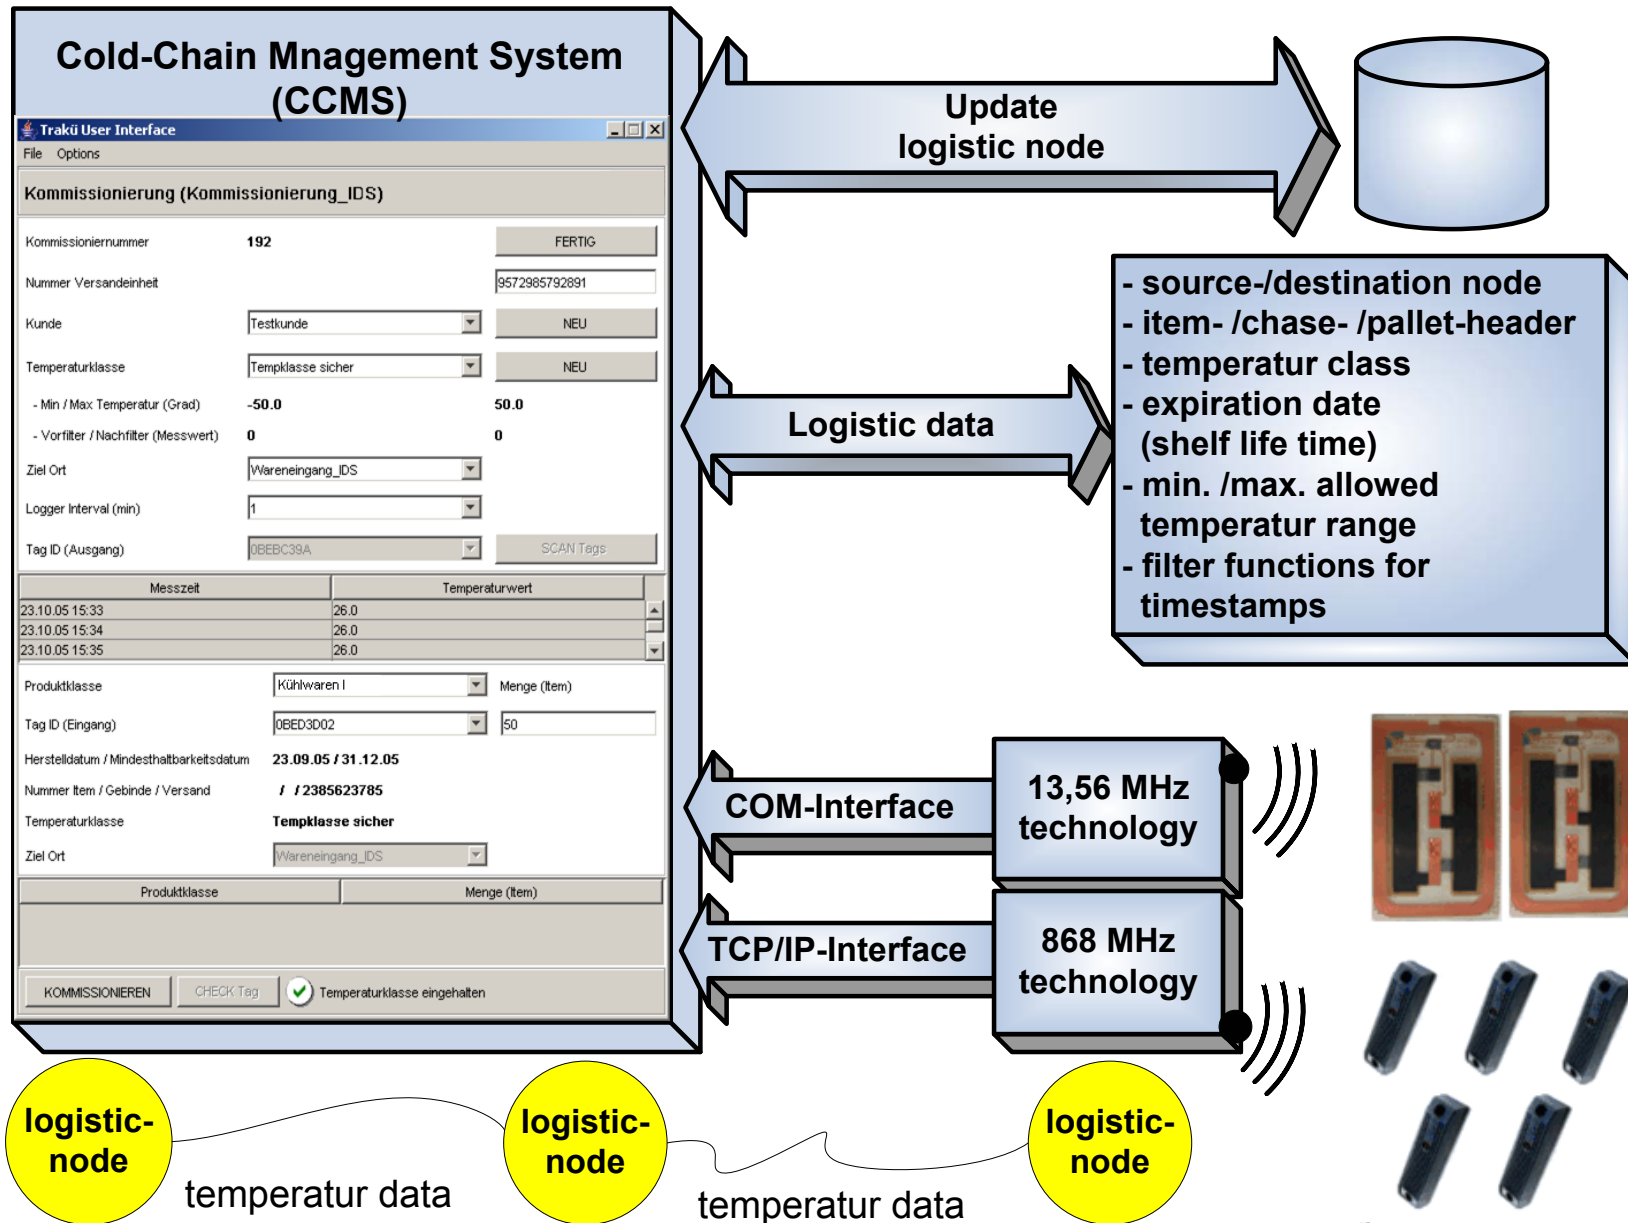 Cold-Chain Mnagement System
(CCMS)
Trakü User Interface
File Options
Kommissionierung (Kommissionierung_IDS)
Kommissioniernummer 192 FERTIG
Nummer Versandeinheit 9572985792891
Kunde Testkunde NEU
Temperaturklasse Tempklasse sicher NEU
- Min / Max Temperatur (Grad) -50.0 50.0
- Vorfilter / Nachfilter (Messwert) 0 0
Ziel Ort Wareneingang_IDS
Logger Interval (min) 1
Tag ID (Ausgang) 0BEBC39A SCAN Tags
Messzeit Temperaturwert
23.10.05 15:33 26.0
23.10.05 15:34 26.0
23.10.05 15:35 26.0
Produktklasse Kühlwaren I Menge (Item)
Tag ID (Eingang) 0BED3D02 50
Herstelldatum / Mindesthaltbarkeitsdatum 23.09.05 / 31.12.05
Nummer Item / Gebinde / Versand / / 2385623785
Temperaturklasse Tempklasse sicher
Ziel Ort Wareneingang_IDS
Produktklasse Menge (Item)
KOMMISSIONIEREN CHECK Tag Temperaturklasse eingehalten
Update
logistic node
Logistic data
- source-/destination node
- item- /chase- /pallet-header
- temperatur class
- expiration date
(shelf life time)
- min. /max. allowed
temperatur range
- filter functions for
timestamps
COM-Interface
13,56 MHz
technology
TCP/IP-Interface
868 MHz
technology
logistic-
node
temperatur data
logistic-
node
temperatur data
logistic-
node